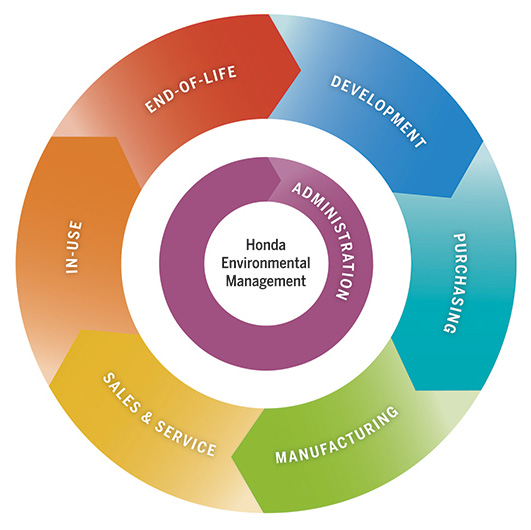 END-OF-LIFE
DEVELOPMENT
ADMINISTRATION
Honda
Environmental
Management
IN-USE
PURCHASING
SALES & SERVICE
MANUFACTURING